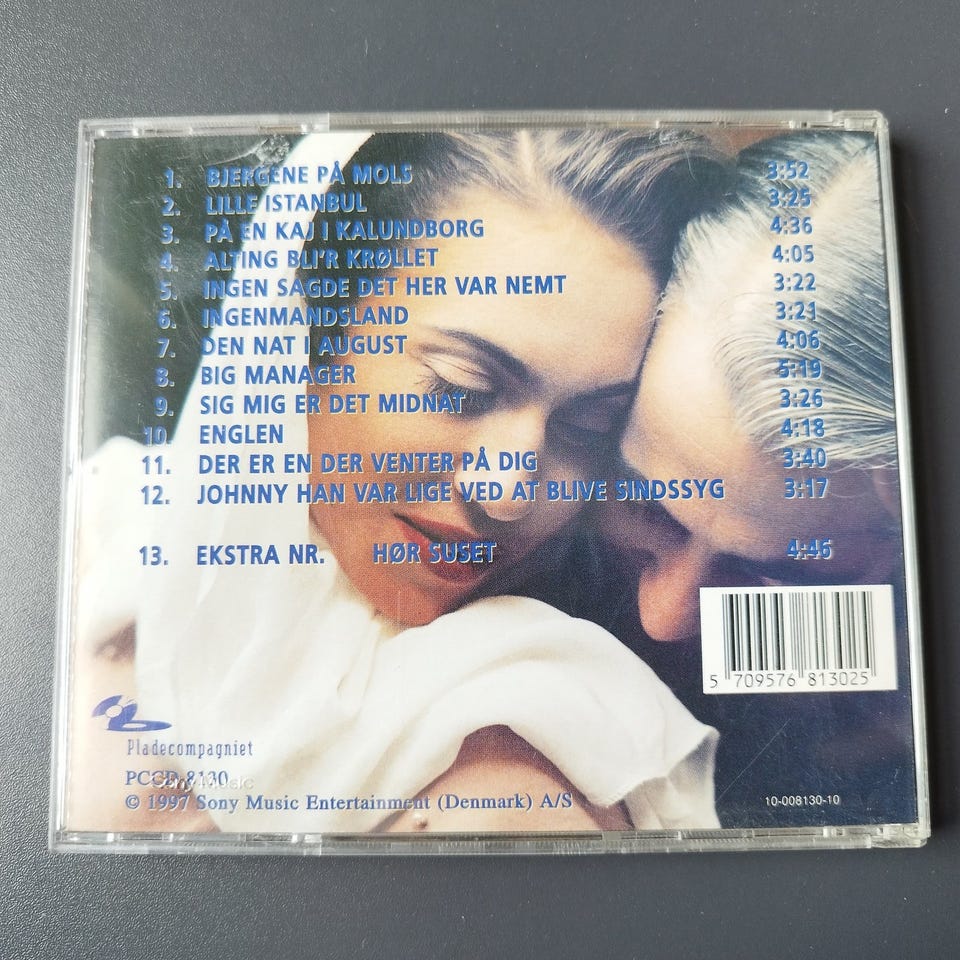 1. BJERGENE PÅ MOLS 3:52
2. LILLE ISTANBUL 3:25
3. PÅ EN KAJ I KALUNDBORG 4:36
4. ALTING BLI'R KRØLLET 4:05
5. INGEN SAGDE DET HER VAR NEMT 3:22
6. INGENMANDSLAND 3:21
7. DEN NAT I AUGUST 4:06
8. BIG MANAGER 5:19
9. SIG MIG ER DET MIDNAT 3:26
10. ENGLEN 4:18
11. DER ER EN DER VENTER PÅ DIG 3:40
12. JOHNNY HAN VAR LIGE VED AT BLIVE SINDSSYG 3:17
13. EKSTRA NR. HØR SUSET 4:46
5 709576 813025
Pladecompagniet
PCCD 8130
Sony Music
© 1997 Sony Music Entertainment (Denmark) A/S
10-008130-10